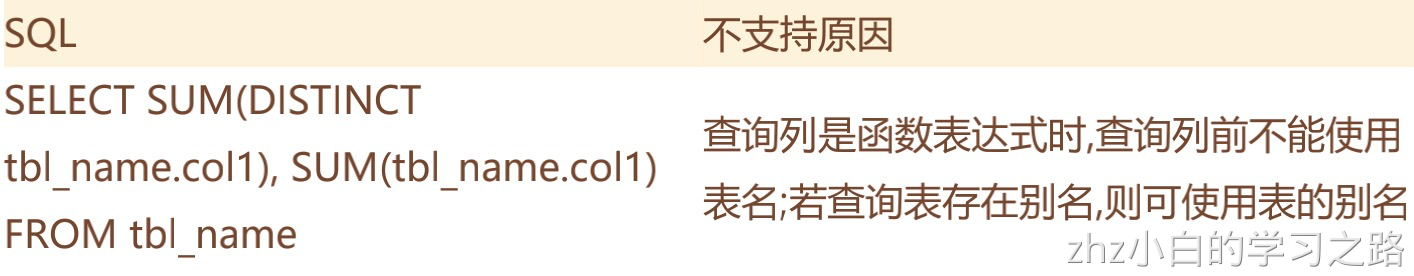 SQL
不支持原因
SELECT SUM(DISTINCT
tbl_name.col1), SUM(tbl_name.col1)
FROM tbl_name
查询列是函数表达式时,查询列前不能使用
表名;若查询表存在别名,则可使用表的别名
zhz小白的学习之路